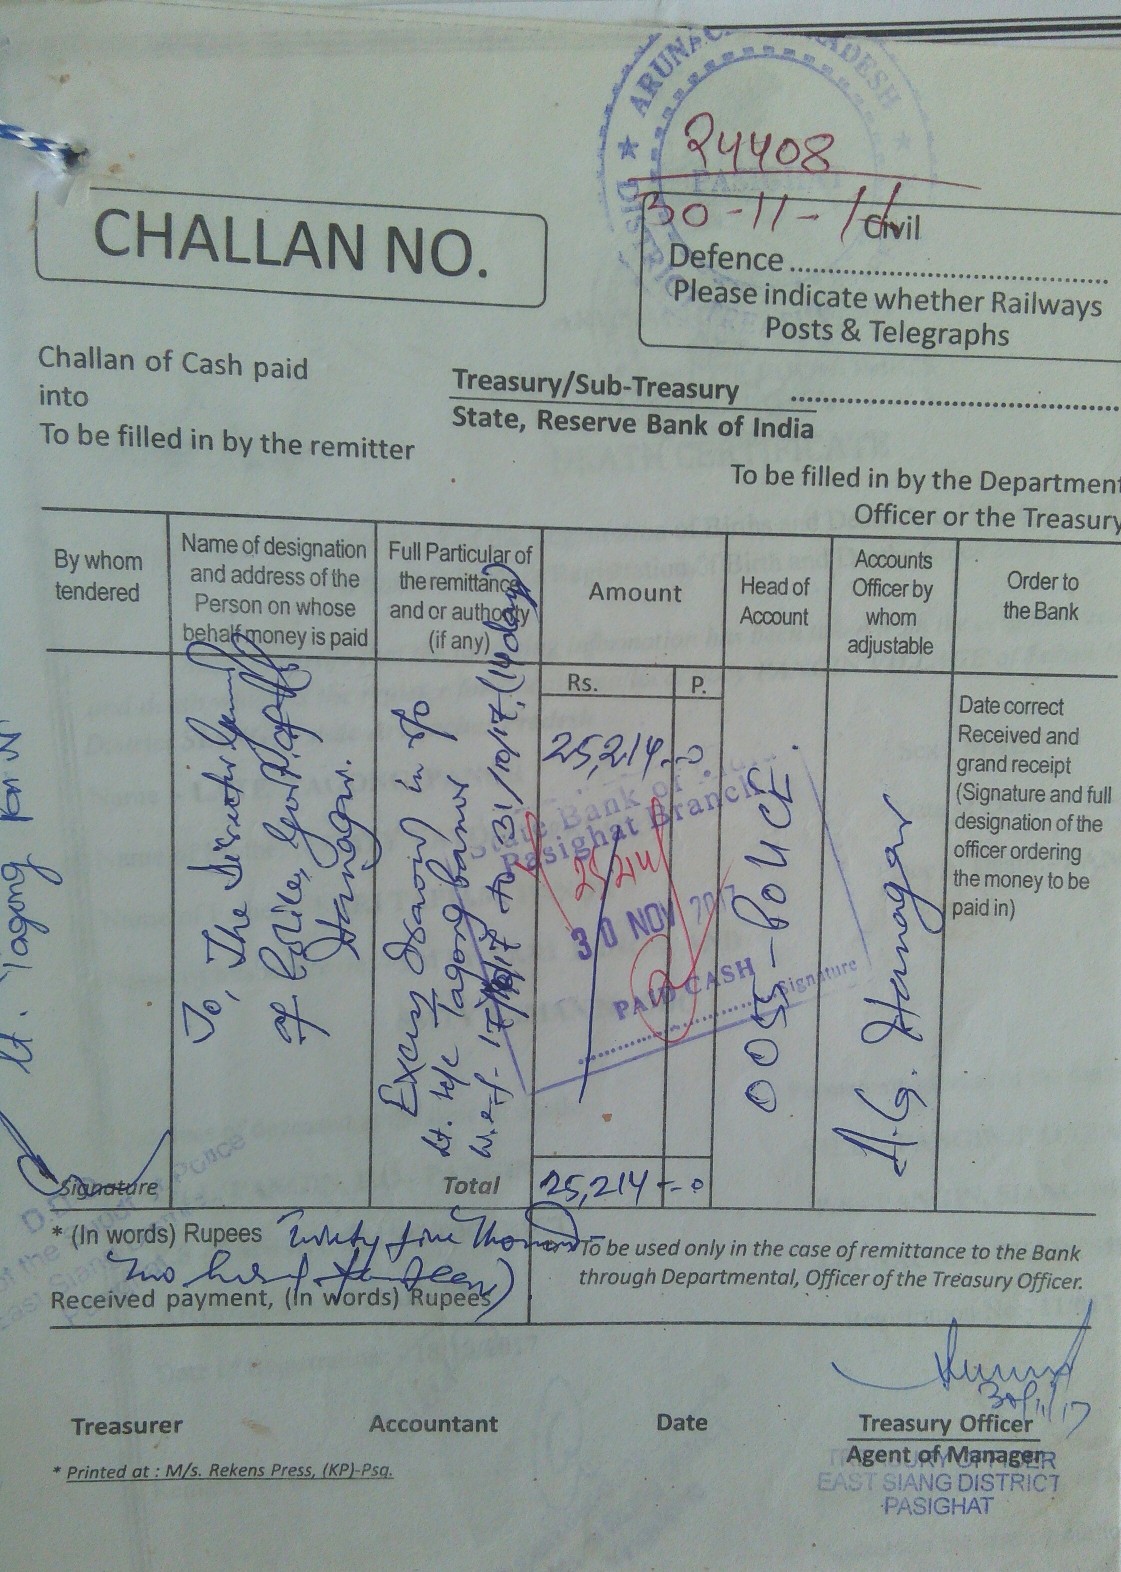 ARUNAC RADESH
DISTRICT
PASIGHAT
24408
30-11-
CHALLAN NO.
Civil
Defence
Please indicate whether Railways
Posts & Telegraphs
Challan of Cash paid
into
To be filled in by the remitter
Treasury/Sub-Treasury
State, Reserve Bank of India
To be filled in by the Department
Officer or the Treasury
By whom
tendered
Name of designation
and address of the
Person on whose
behalf money is paid
Full Particular of
the remittance
and or authority
(if any)
Amount
Head of
Account
Accounts
Officer by
whom
adjustable
Order to
the Bank
Rs.
P.
Lt. Tagong
To, The Director General
of Police, Govt. of
Itanagar.
Excess drawn in r/o
Lt. H/C Tagong
w.e.f- 17/10/17 to 31/10/17, (14 days)
25,214 - 0
State Bank of
Pasighat Branch
25214
30 NOV 2017
PAID CASH
Signature
0055-POLICE.
A.G. Itanagar
Date correct
Received and
grand receipt
(Signature and full
designation of the
officer ordering
the money to be
paid in)
Signature
Total
25,214 - 0
* (In words) Rupees Twenty five Thousand
Two hundred fourteen)
Received payment, (In words) Rupees
To be used only in the case of remittance to the Bank
through Departmental, Officer of the Treasury Officer.
30/11/17
Treasurer
Accountant
Date
Treasury Officer
Agent of Manager
TREASURY OFFICER
EAST SIANG DISTRICT
PASIGHAT
* Printed at : M/s. Rekens Press, (KP)-Psq.